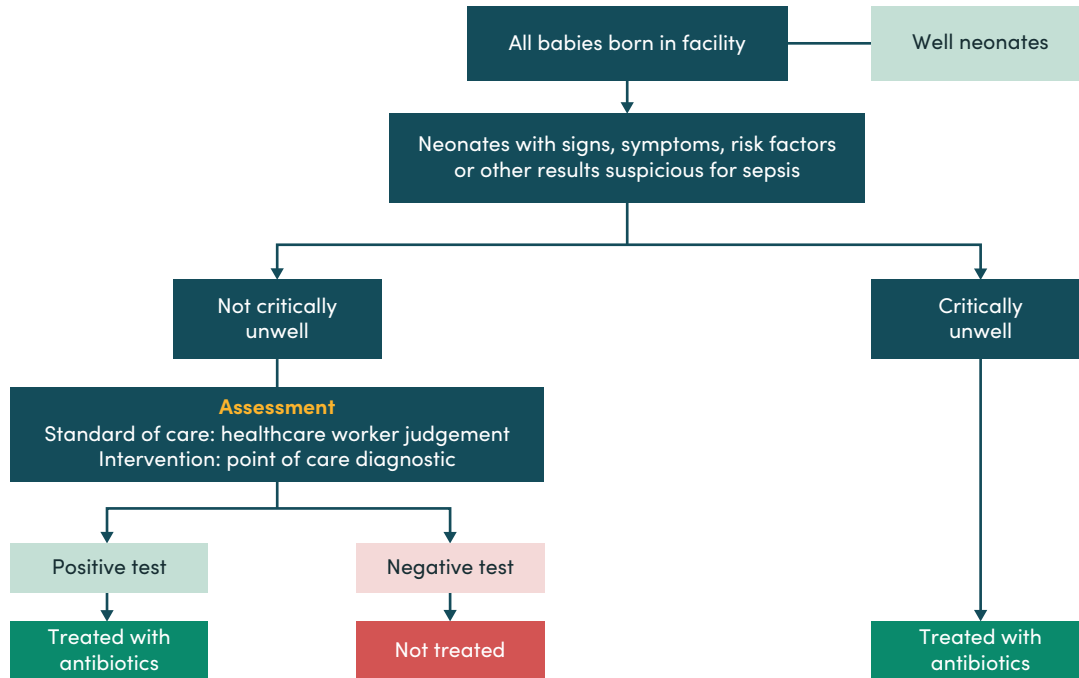 All babies born in facility
Well neonates
Neonates with signs, symptoms, risk factors
or other results suspicious for sepsis
Not critically
unwell
Critically
unwell
Assessment
Standard of care: healthcare worker judgement
Intervention: point of care diagnostic
Positive test
Negative test
Treated with
antibiotics
Not treated
Treated with
antibiotics